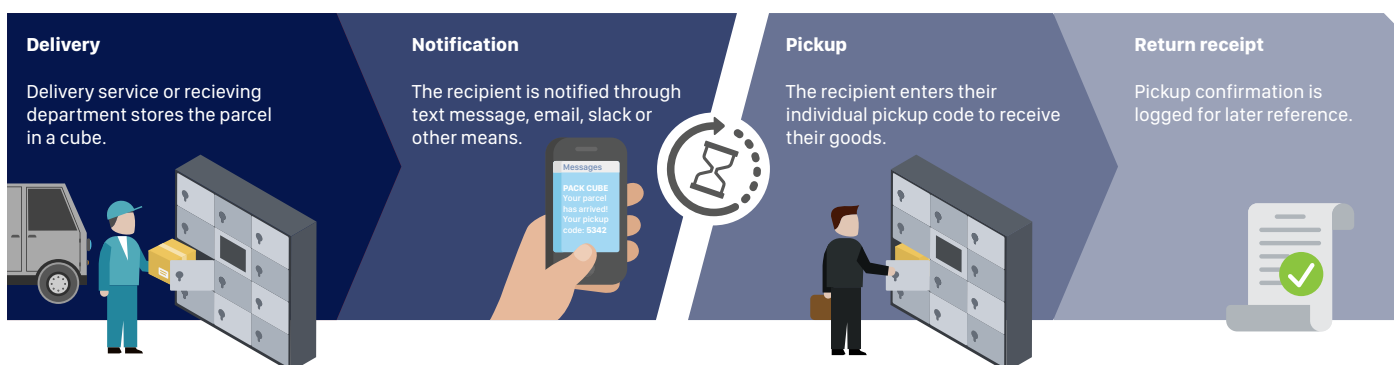 Delivery
Delivery service or recieving
department stores the parcel
in a cube.
Notification
The recipient is notified through
text message, email, slack or
other means.
Messages
PACK CUBE
Your parcel
has arrived!
Your pickup
code: 5342
Pickup
The recipient enters their
individual pickup code to receive
their goods.
Return receipt
Pickup confirmation is
logged for later reference.